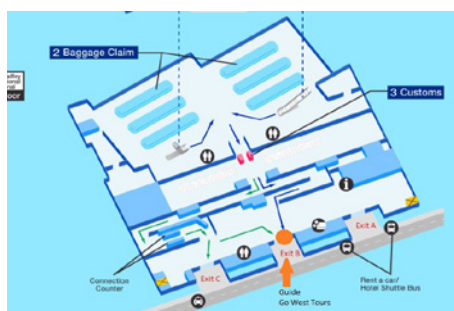 2 Baggage Claim
oor
3 Customs
i
Exit A
Exit B
Exit C
Connection
Counter
Guide
Go West Tours
Rent a car/
Hotel Shuttle Bus